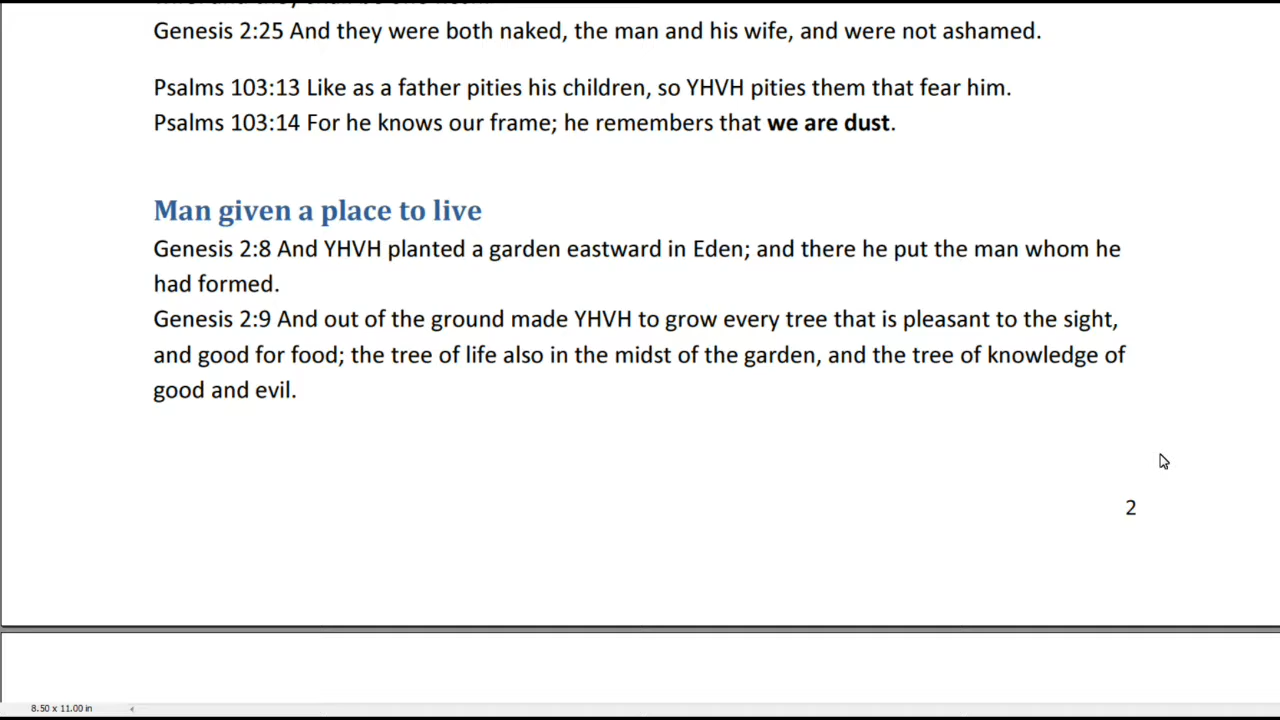 Genesis 2:25 And they were both naked, the man and his wife, and were not ashamed.
Psalms 103:13 Like as a father pities his children, so YHVH pities them that fear him.
Psalms 103:14 For he knows our frame; he remembers that we are dust.
Man given a place to live
Genesis 2:8 And YHVH planted a garden eastward in Eden; and there he put the man whom he
had formed.
Genesis 2:9 And out of the ground made YHVH to grow every tree that is pleasant to the sight,
and good for food; the tree of life also in the midst of the garden, and the tree of knowledge of
good and evil.
2
8.50 x 11.00 in